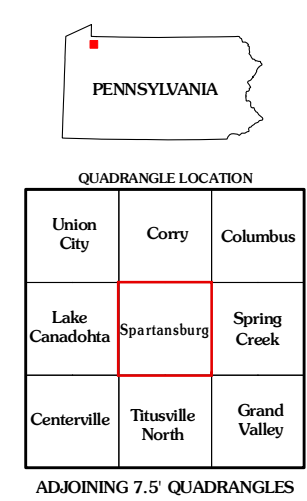 PENNSYLVANIA
QUADRANGLE LOCATION
Union
City
Corry
Columbus
Lake
Canadohta
Spartansburg
Spring
Creek
Centerville
Titusville
North
Grand
Valley
ADJOINING 7.5' QUADRANGLES